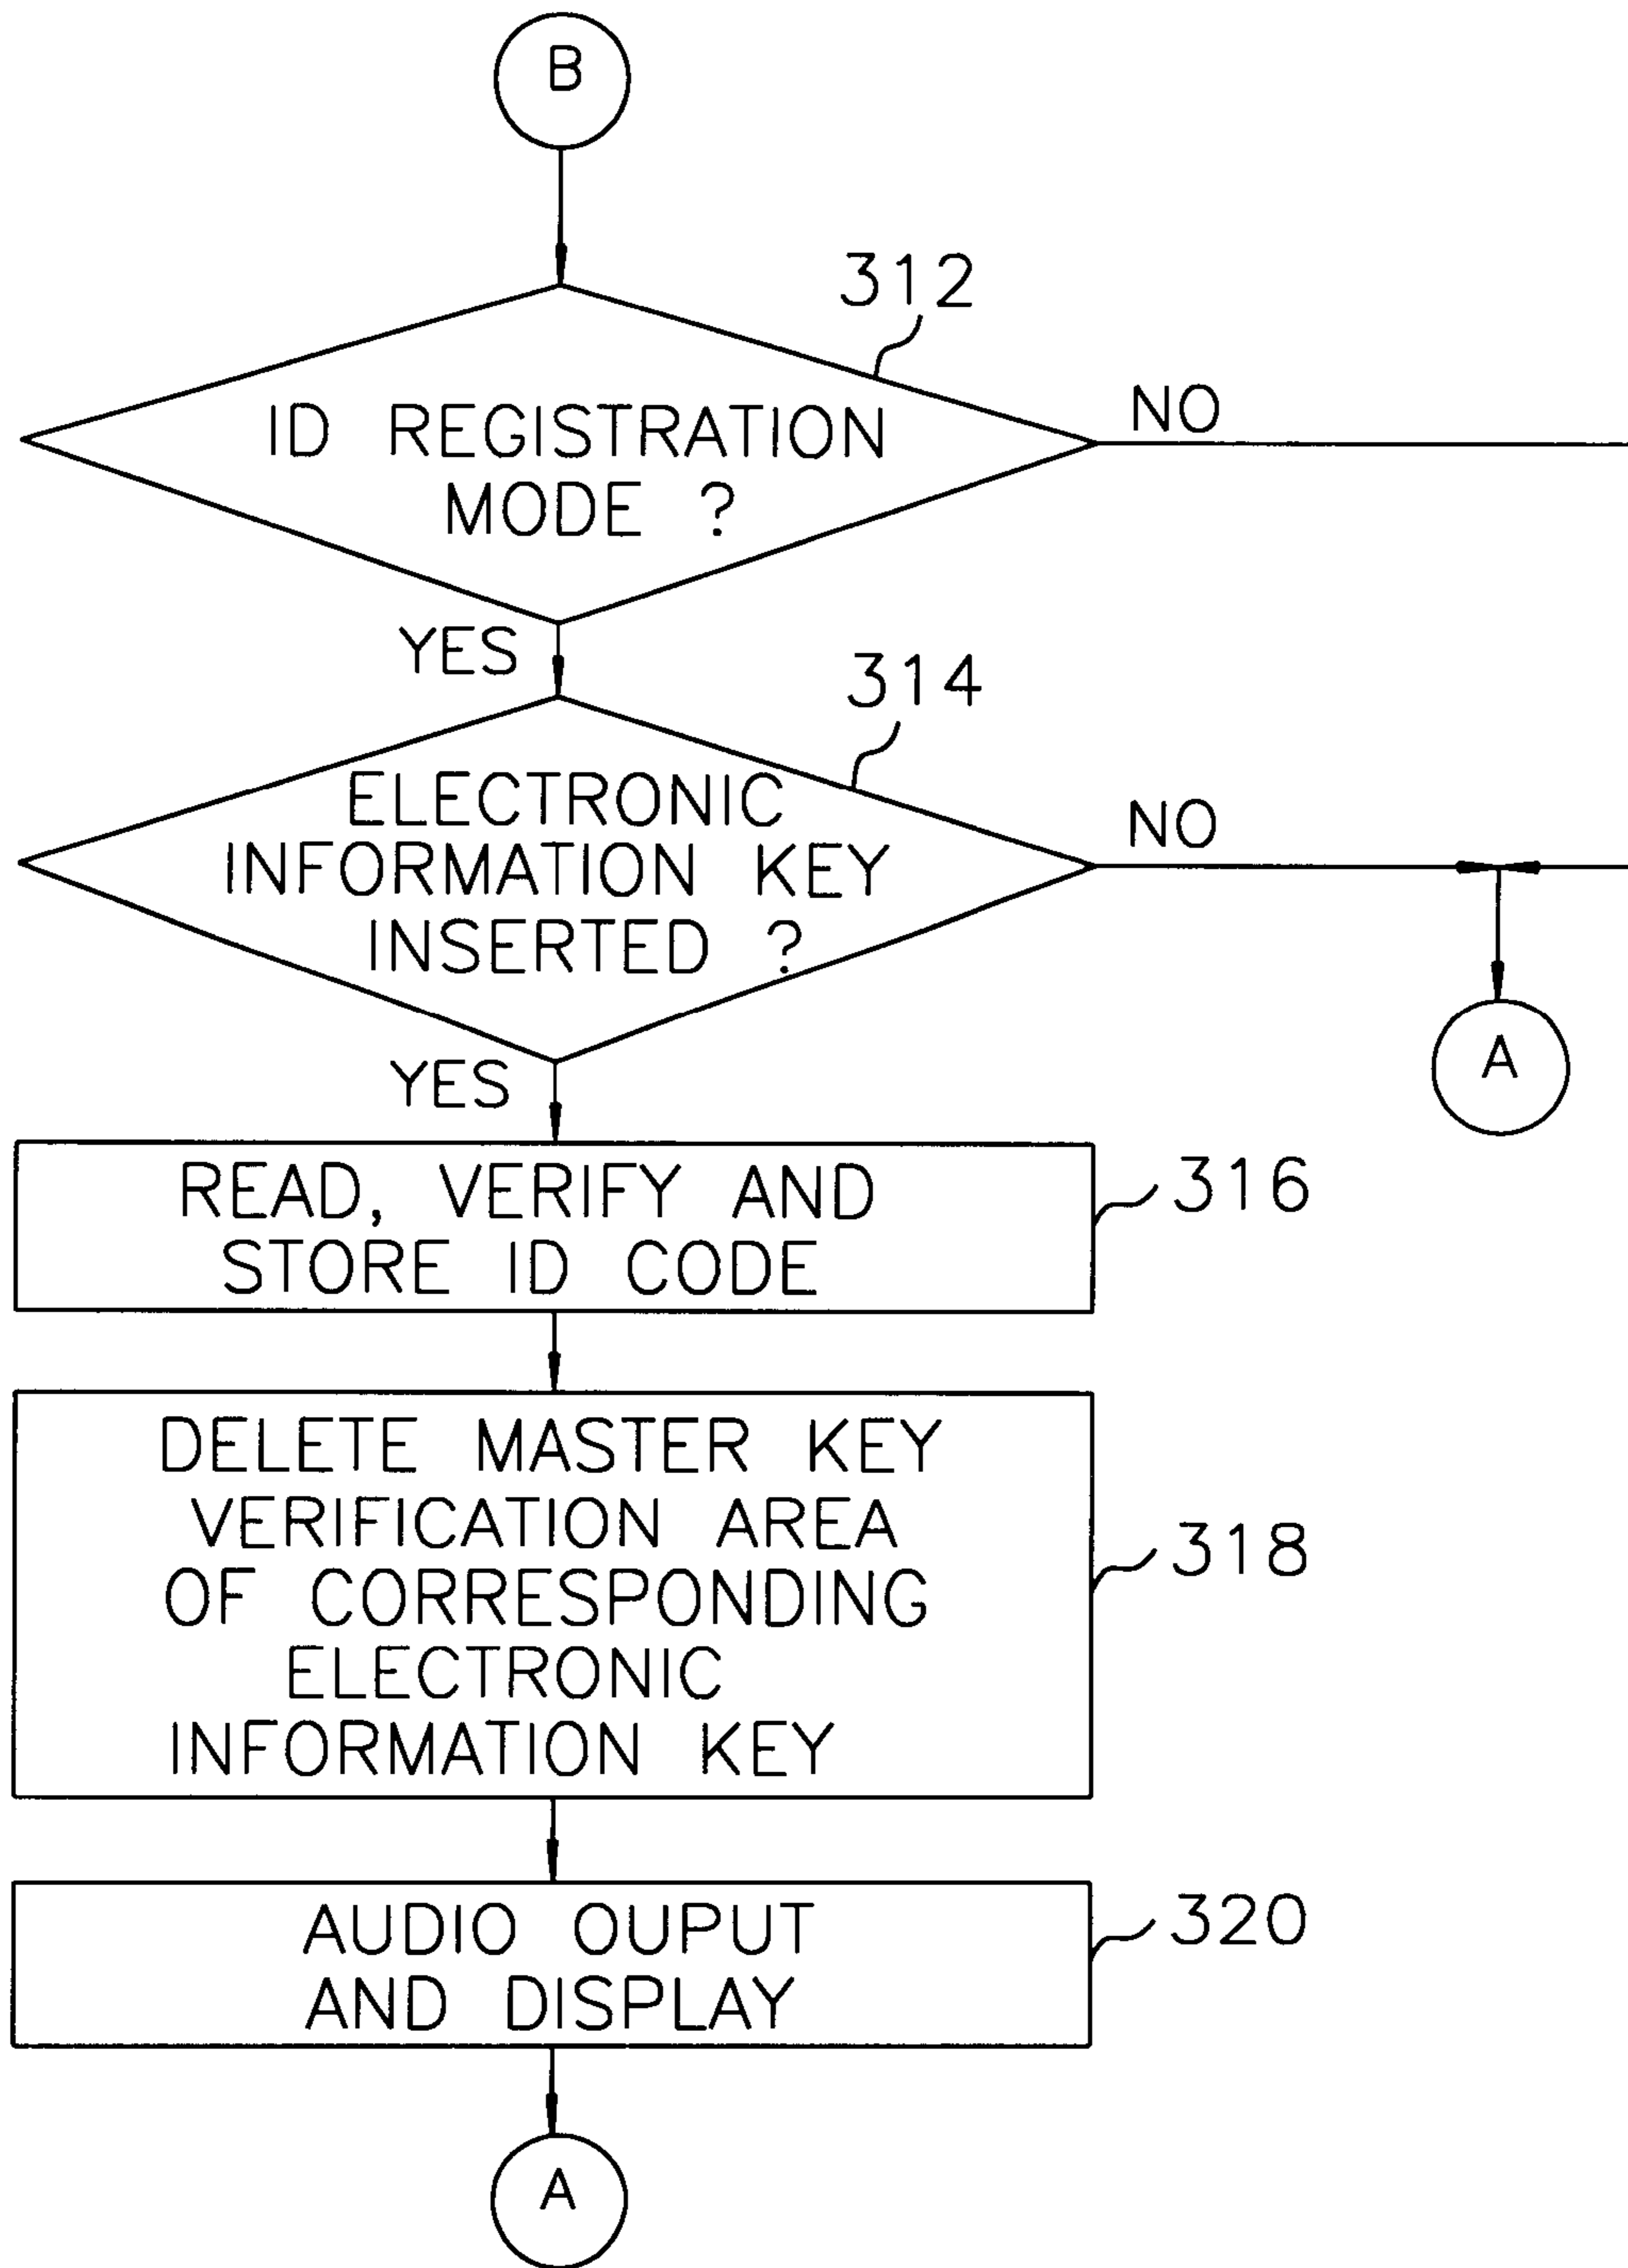 B
312
ID REGISTRATION
MODE ?
NO
YES
314
ELECTRONIC
INFORMATION KEY
INSERTED ?
NO
A
YES
READ, VERIFY AND
STORE ID CODE
316
DELETE MASTER KEY
VERIFICATION AREA
OF CORRESPONDING
ELECTRONIC
INFORMATION KEY
318
AUDIO OUPUT
AND DISPLAY
320
A